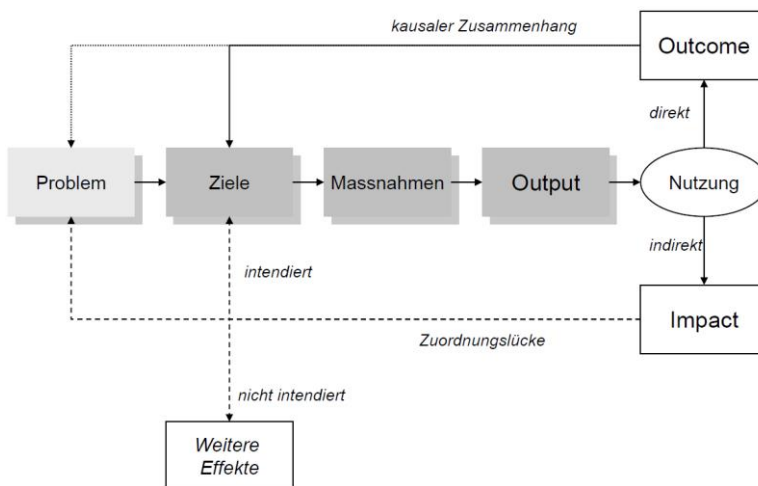 kausaler Zusammenhang
Outcome
direkt
Problem
Ziele
Massnahmen
Output
Nutzung
indirekt
intendiert
Impact
Zuordnungslücke
nicht intendiert
Weitere
Effekte